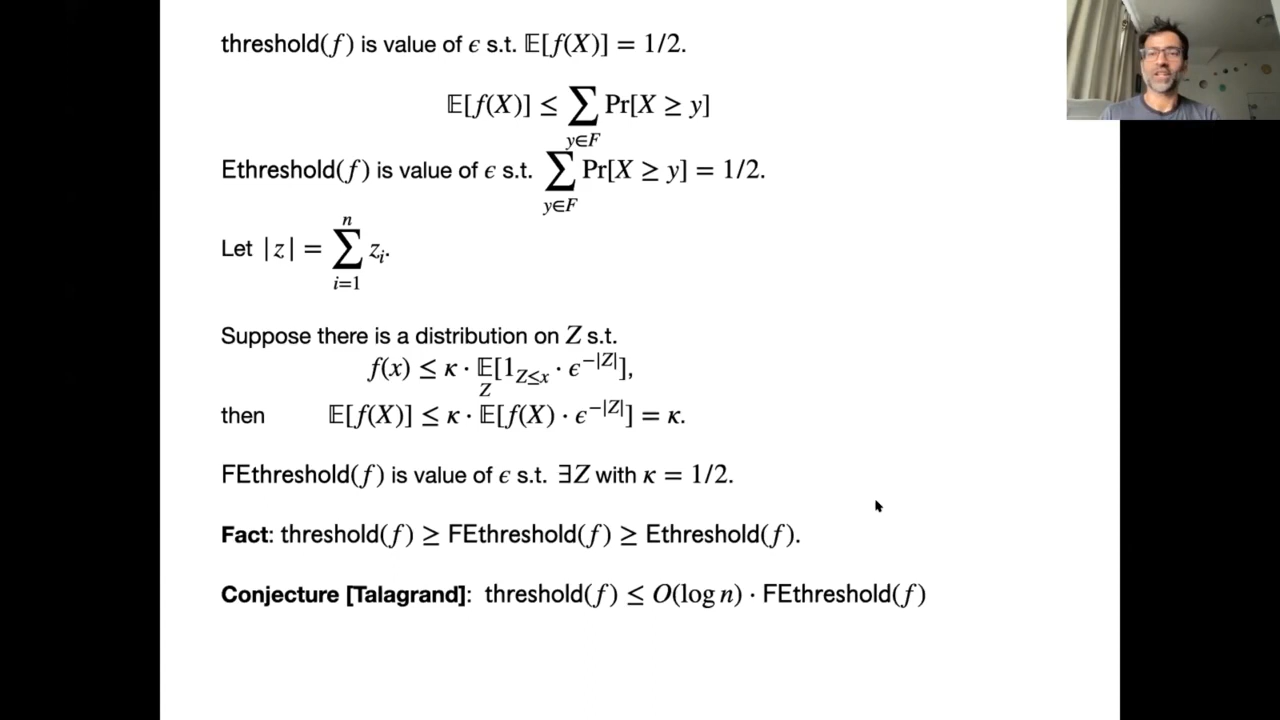 threshold(f) is value of ϵ s.t. 𝔼[f(X)] = 1/2.
𝔼[f(X)] ≤ ∑_{y∈F} Pr[X ≥ y]
Ethreshold(f) is value of ϵ s.t. ∑_{y∈F} Pr[X ≥ y] = 1/2.
Let |z| = ∑_{i=1}^{n} z_i.
Suppose there is a distribution on Z s.t.
f(x) ≤ κ · 𝔼_Z[1_{Z≤x} · ϵ^{−|Z|}],
then 𝔼[f(X)] ≤ κ · 𝔼[f(X) · ϵ^{−|Z|}] = κ.
FEthreshold(f) is value of ϵ s.t. ∃Z with κ = 1/2.
Fact: threshold(f) ≥ FEthreshold(f) ≥ Ethreshold(f).
Conjecture [Talagrand]: threshold(f) ≤ O(log n) · FEthreshold(f)